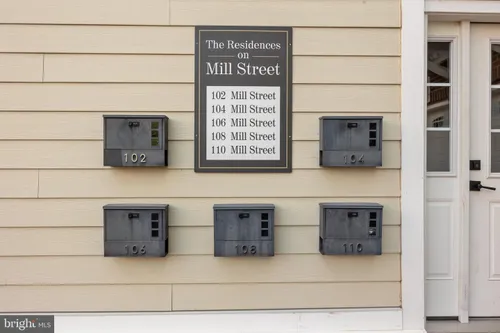 The Residences
on
Mill Street
102 Mill Street
104 Mill Street
106 Mill Street
108 Mill Street
110 Mill Street
102
104
106
108
110
bright MLS